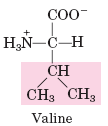 COO⁻
H₃N⁺—C—H
CH
CH₃ CH₃
Valine